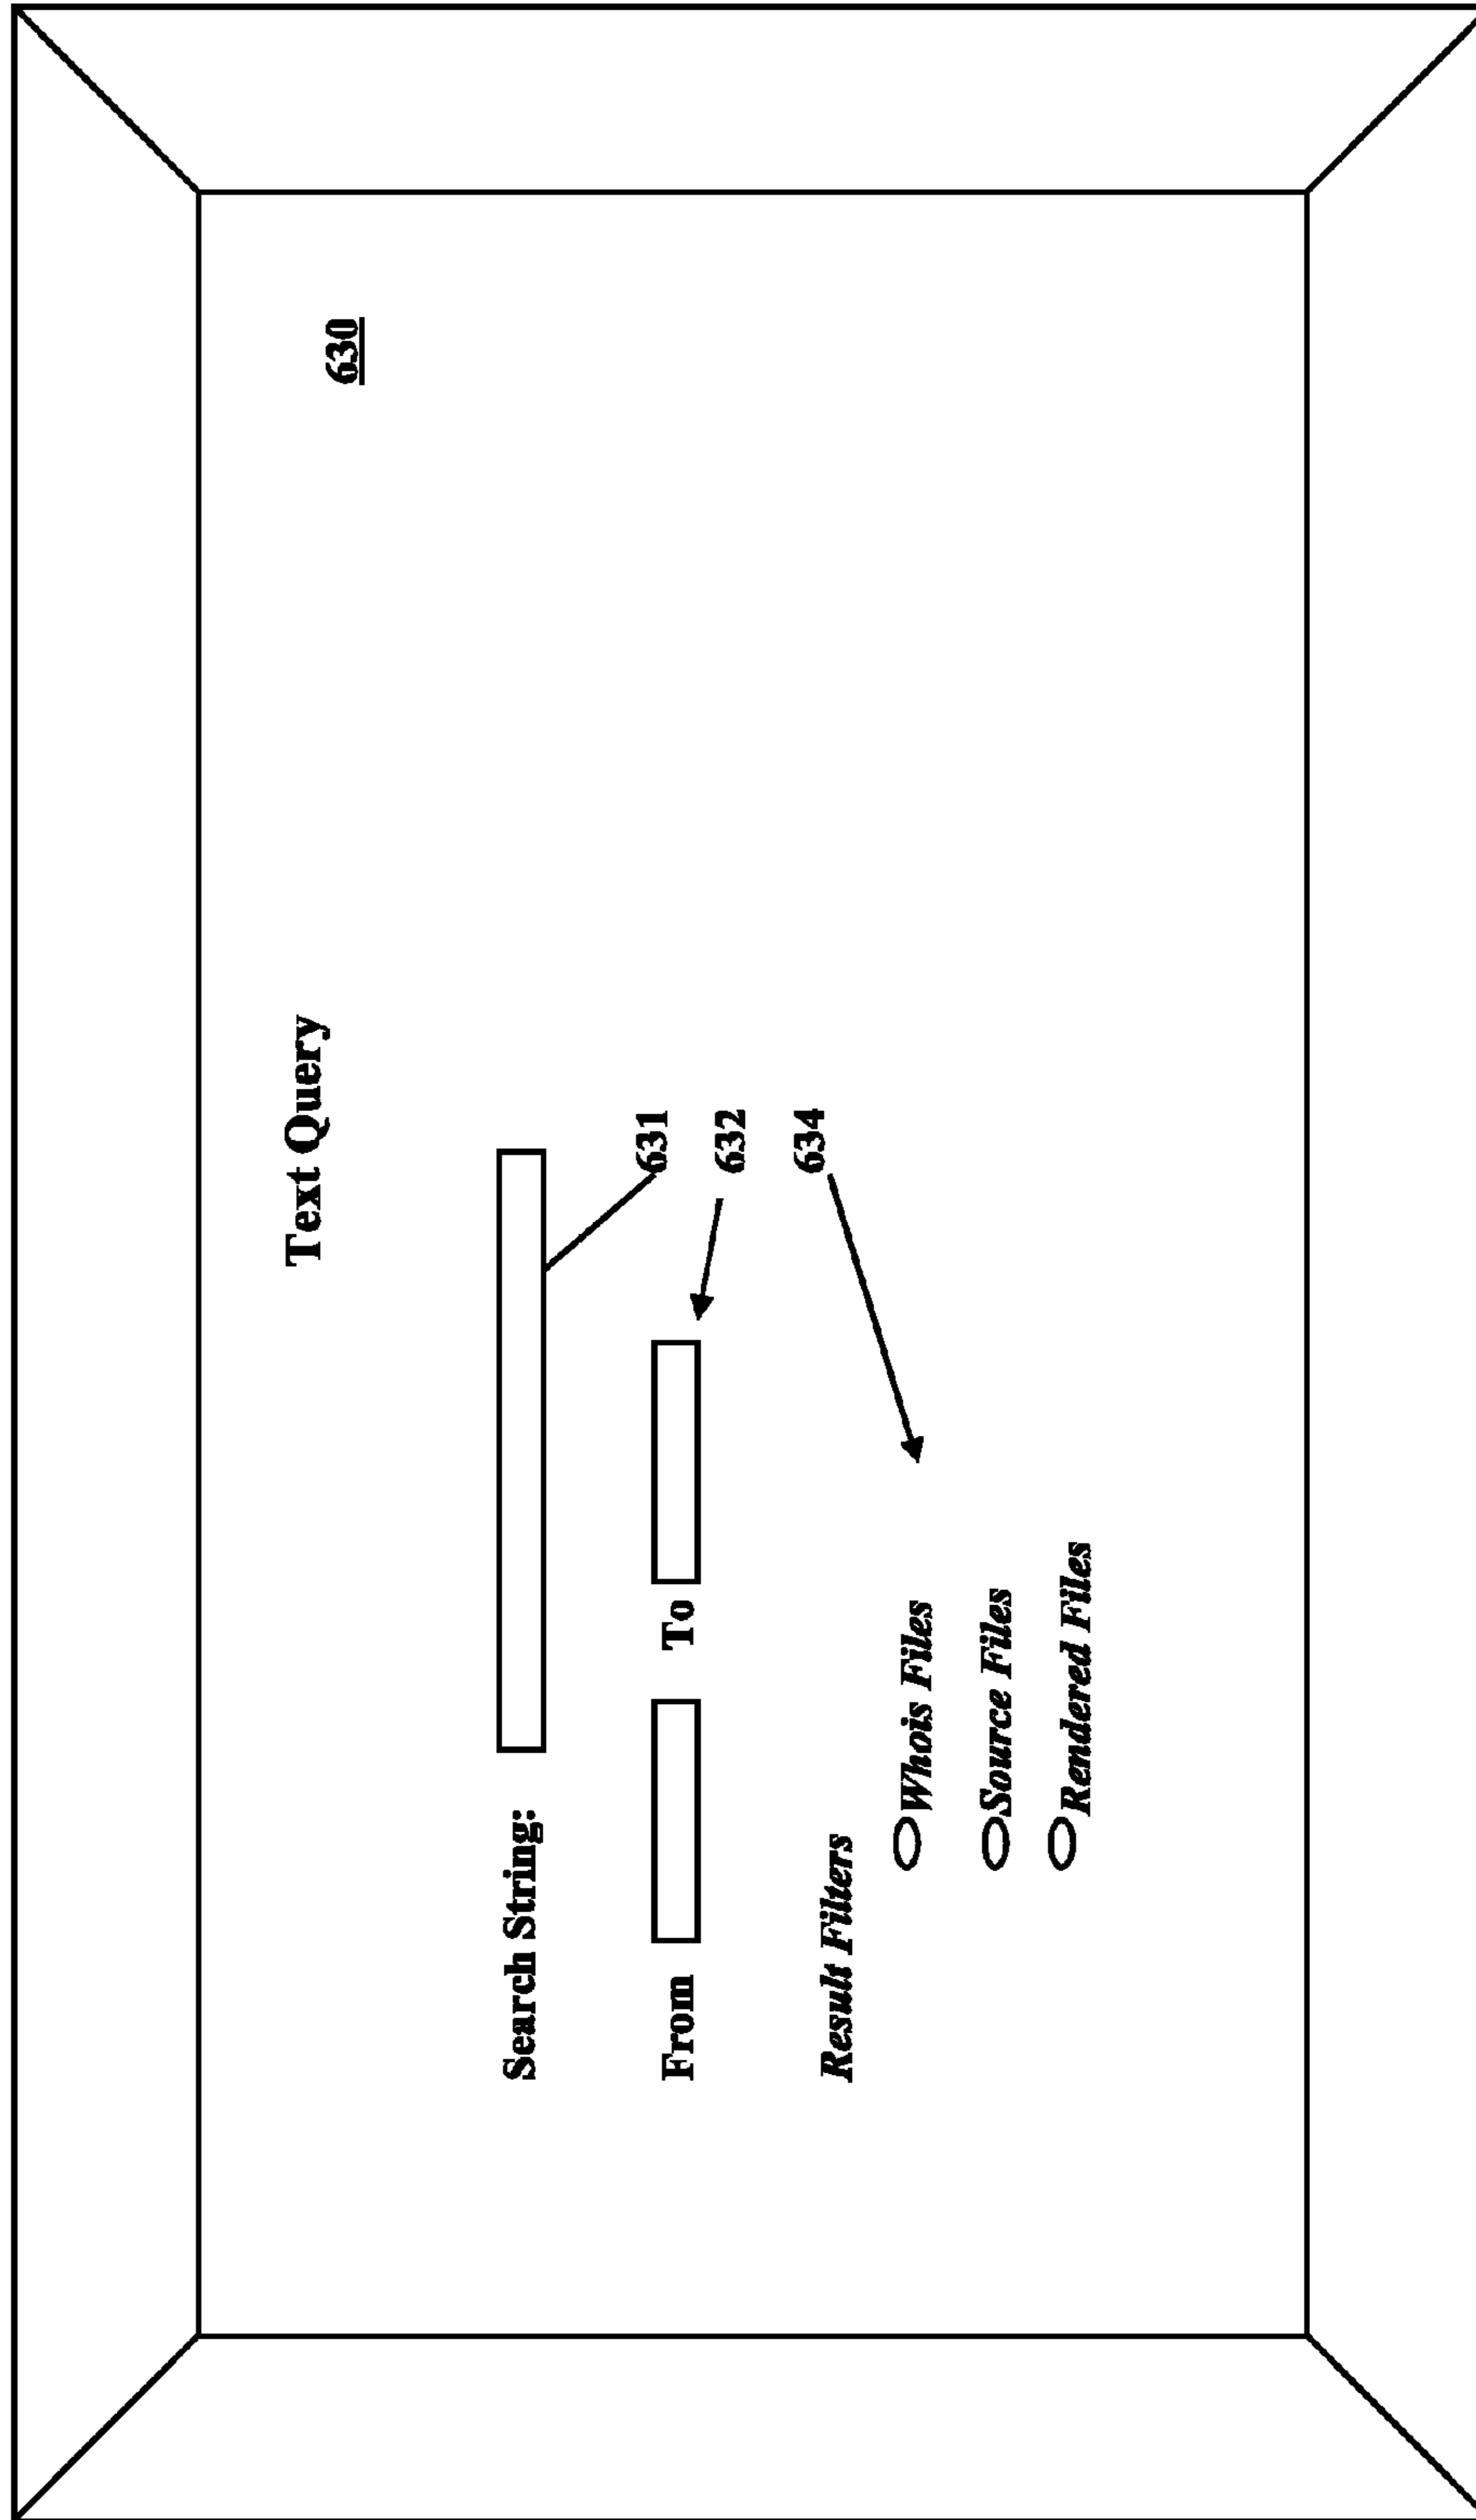 Text Query
630
Search String:
631
From To
632
634
Result Filters
Whois Files
Source Files
Rendered Files